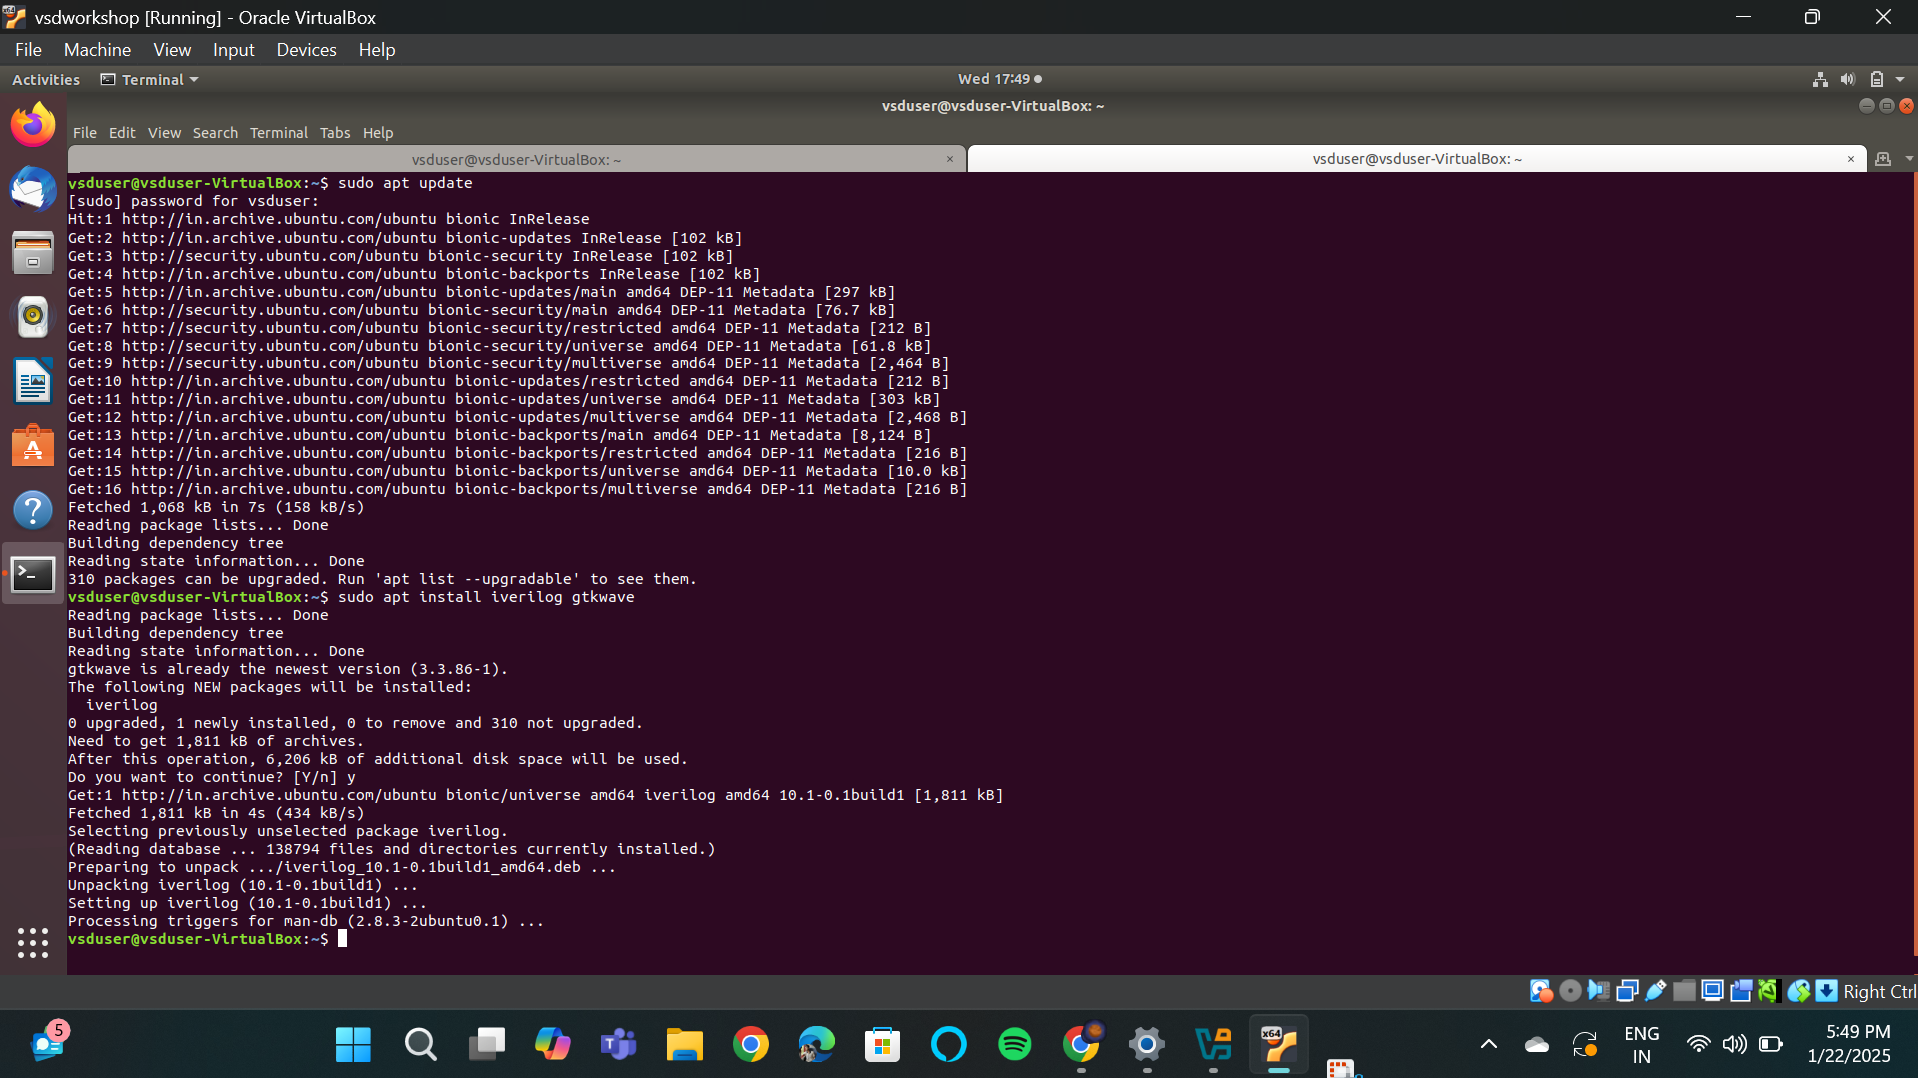 vsdworkshop [Running] - Oracle VirtualBox
File Machine View Input Devices Help
Activities Terminal Wed 17:49
vsduser@vsduser-VirtualBox: ~
File Edit View Search Terminal Tabs Help
vsduser@vsduser-VirtualBox: ~ × vsduser@vsduser-VirtualBox: ~ ×
vsduser@vsduser-VirtualBox:~$ sudo apt update
[sudo] password for vsduser:
Hit:1 http://in.archive.ubuntu.com/ubuntu bionic InRelease
Get:2 http://in.archive.ubuntu.com/ubuntu bionic-updates InRelease [102 kB]
Get:3 http://security.ubuntu.com/ubuntu bionic-security InRelease [102 kB]
Get:4 http://in.archive.ubuntu.com/ubuntu bionic-backports InRelease [102 kB]
Get:5 http://in.archive.ubuntu.com/ubuntu bionic-updates/main amd64 DEP-11 Metadata [297 kB]
Get:6 http://security.ubuntu.com/ubuntu bionic-security/main amd64 DEP-11 Metadata [76.7 kB]
Get:7 http://security.ubuntu.com/ubuntu bionic-security/restricted amd64 DEP-11 Metadata [212 B]
Get:8 http://security.ubuntu.com/ubuntu bionic-security/universe amd64 DEP-11 Metadata [61.8 kB]
Get:9 http://security.ubuntu.com/ubuntu bionic-security/multiverse amd64 DEP-11 Metadata [2,464 B]
Get:10 http://in.archive.ubuntu.com/ubuntu bionic-updates/restricted amd64 DEP-11 Metadata [212 B]
Get:11 http://in.archive.ubuntu.com/ubuntu bionic-updates/universe amd64 DEP-11 Metadata [303 kB]
Get:12 http://in.archive.ubuntu.com/ubuntu bionic-updates/multiverse amd64 DEP-11 Metadata [2,468 B]
Get:13 http://in.archive.ubuntu.com/ubuntu bionic-backports/main amd64 DEP-11 Metadata [8,124 B]
Get:14 http://in.archive.ubuntu.com/ubuntu bionic-backports/restricted amd64 DEP-11 Metadata [216 B]
Get:15 http://in.archive.ubuntu.com/ubuntu bionic-backports/universe amd64 DEP-11 Metadata [10.0 kB]
Get:16 http://in.archive.ubuntu.com/ubuntu bionic-backports/multiverse amd64 DEP-11 Metadata [216 B]
Fetched 1,068 kB in 7s (158 kB/s)
Reading package lists... Done
Building dependency tree
Reading state information... Done
310 packages can be upgraded. Run 'apt list --upgradable' to see them.
vsduser@vsduser-VirtualBox:~$ sudo apt install iverilog gtkwave
Reading package lists... Done
Building dependency tree
Reading state information... Done
gtkwave is already the newest version (3.3.86-1).
The following NEW packages will be installed:
iverilog
0 upgraded, 1 newly installed, 0 to remove and 310 not upgraded.
Need to get 1,811 kB of archives.
After this operation, 6,206 kB of additional disk space will be used.
Do you want to continue? [Y/n] y
Get:1 http://in.archive.ubuntu.com/ubuntu bionic/universe amd64 iverilog amd64 10.1-0.1build1 [1,811 kB]
Fetched 1,811 kB in 4s (434 kB/s)
Selecting previously unselected package iverilog.
(Reading database ... 138794 files and directories currently installed.)
Preparing to unpack .../iverilog_10.1-0.1build1_amd64.deb ...
Unpacking iverilog (10.1-0.1build1) ...
Setting up iverilog (10.1-0.1build1) ...
Processing triggers for man-db (2.8.3-2ubuntu0.1) ...
vsduser@vsduser-VirtualBox:~$
Right Ctrl
5
x64
ENG
IN
5:49 PM
1/22/2025